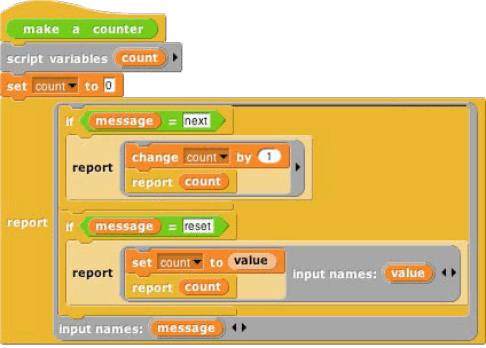 make a counter
script variables count
set count to 0
if message = next
change count by 1
report
report count
if message = reset
report
set count to value
report input names: value
report count
input names: message